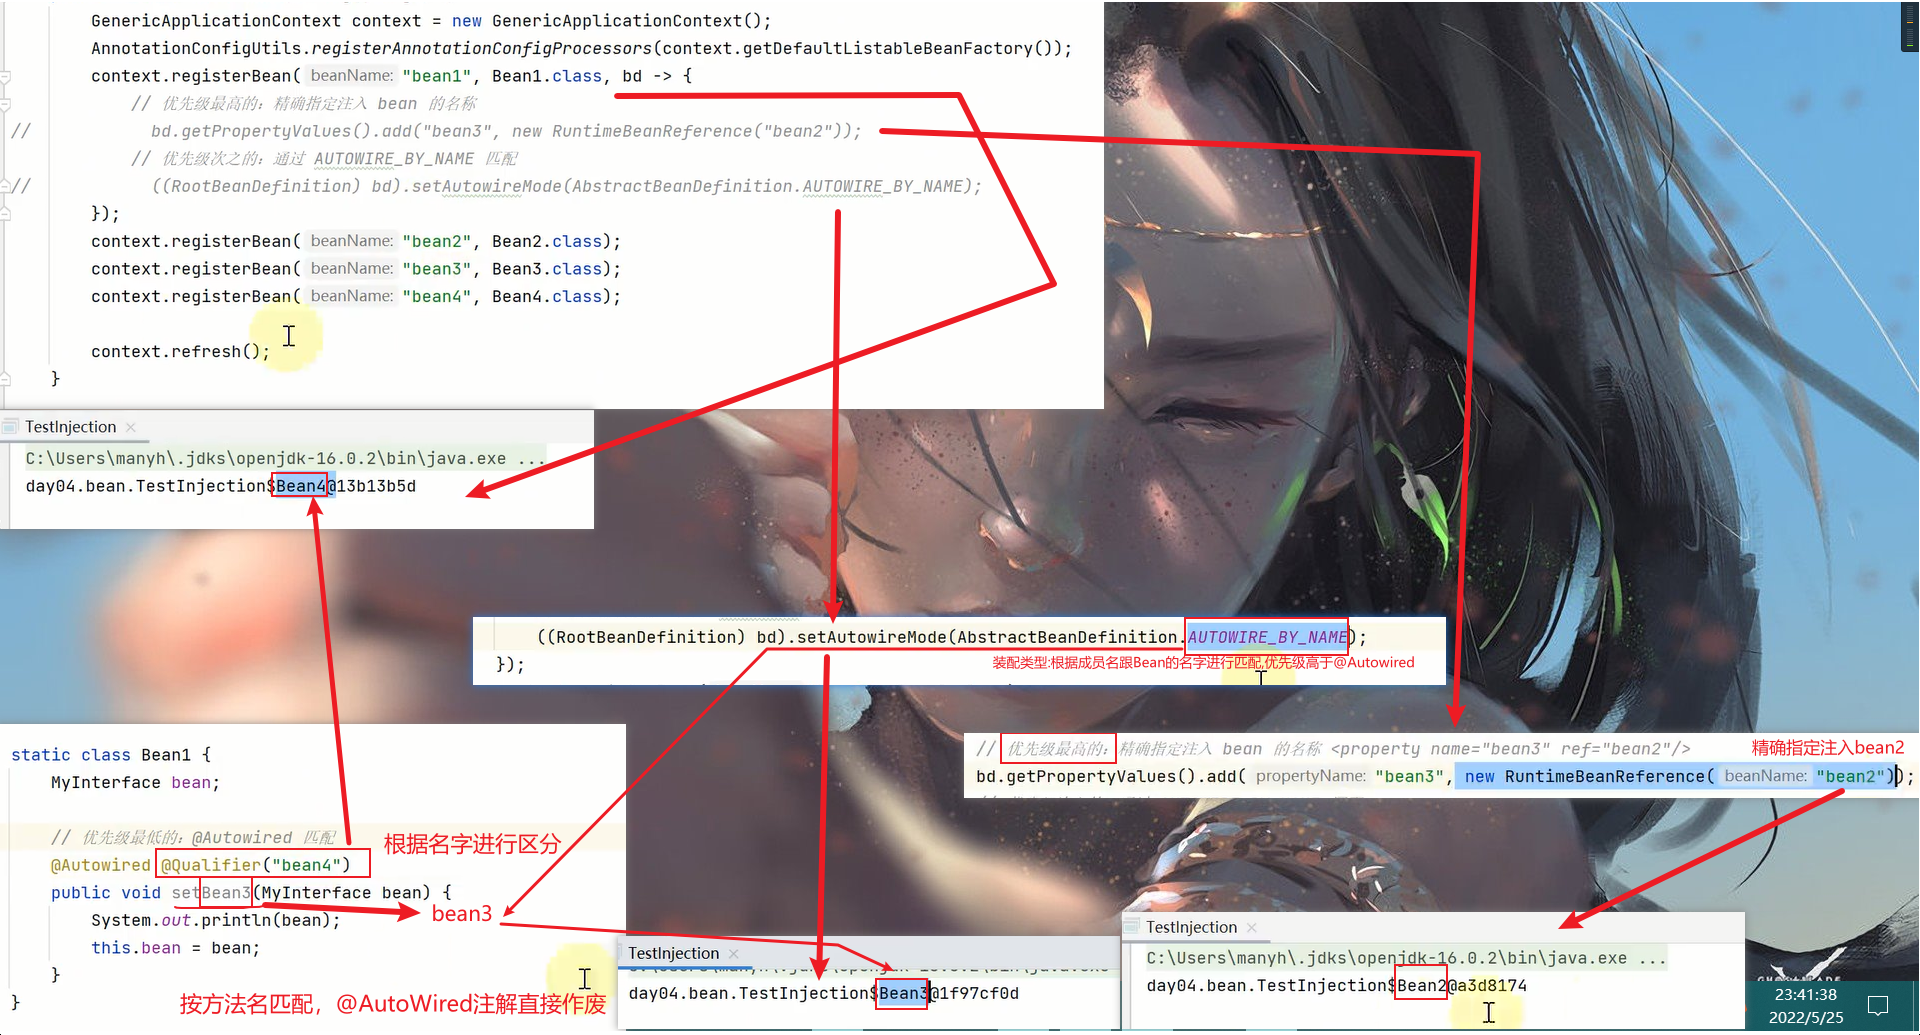 GenericApplicationContext context = new GenericApplicationContext();
AnnotationConfigUtils.registerAnnotationConfigProcessors(context.getDefaultListableBeanFactory());
context.registerBean( beanName: "bean1", Bean1.class, bd -> {
// 优先级最高的：精确指定注入 bean 的名称
// bd.getPropertyValues().add("bean3", new RuntimeBeanReference("bean2"));
// 优先级次之的：通过 AUTOWIRE_BY_NAME 匹配
// ((RootBeanDefinition) bd).setAutowireMode(AbstractBeanDefinition.AUTOWIRE_BY_NAME);
});
context.registerBean( beanName: "bean2", Bean2.class);
context.registerBean( beanName: "bean3", Bean3.class);
context.registerBean( beanName: "bean4", Bean4.class);
context.refresh();
}
TestInjection
C:\Users\manyh\.jdks\openjdk-16.0.2\bin\java.exe ...
day04.bean.TestInjection$Bean4@13b13b5d
((RootBeanDefinition) bd).setAutowireMode(AbstractBeanDefinition.AUTOWIRE_BY_NAME);
});
装配类型:根据成员名跟Bean的名字进行匹配,优先级高于@Autowired
// 优先级最高的：精确指定注入 bean 的名称 <property name="bean3" ref="bean2"/>
精确指定注入bean2
bd.getPropertyValues().add( propertyName: "bean3", new RuntimeBeanReference( beanName: "bean2"));
static class Bean1 {
MyInterface bean;
// 优先级最低的：@Autowired 匹配
@Autowired @Qualifier("bean4")
根据名字进行区分
public void setBean3(MyInterface bean) {
bean3
System.out.println(bean);
this.bean = bean;
}
}
按方法名匹配，@AutoWired注解直接作废
TestInjection
C:\Users\manyh\.jdks\openjdk-16.0.2\bin\java.exe
day04.bean.TestInjection$Bean3@1f97cf0d
TestInjection
C:\Users\manyh\.jdks\openjdk-16.0.2\bin\java.exe ...
day04.bean.TestInjection$Bean2@a3d8174
23:41:38
2022/5/25